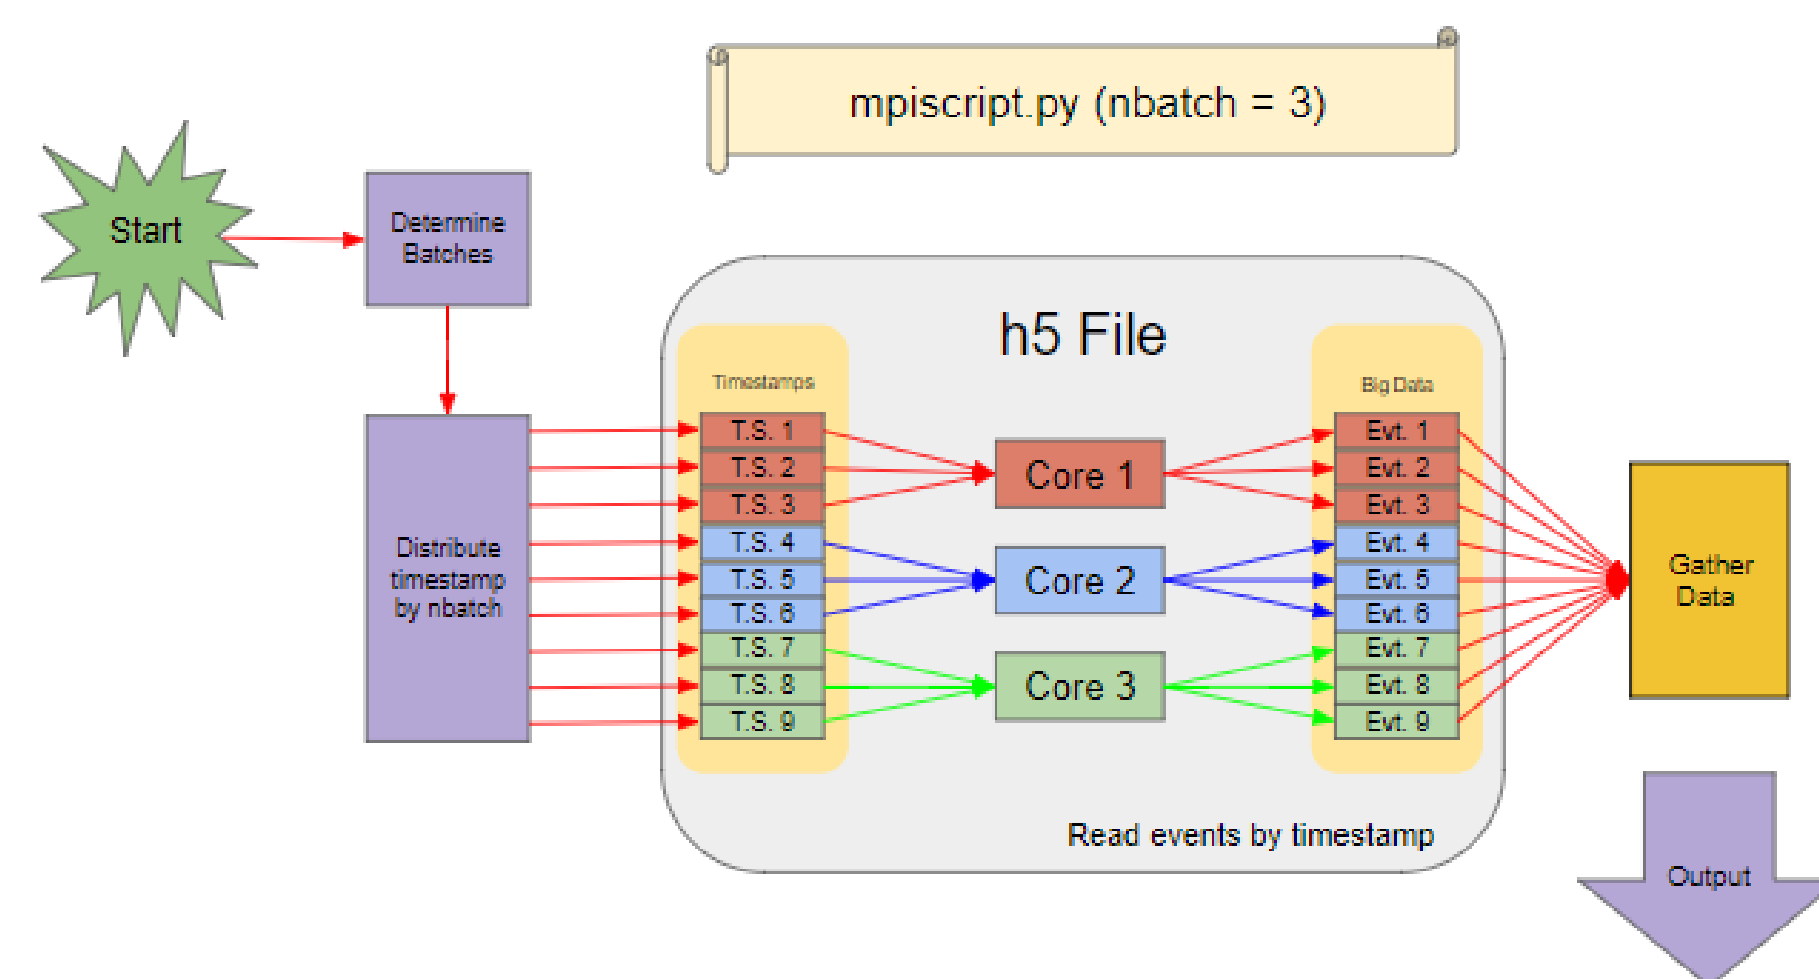 mpiscript.py (nbatch = 3)
Start
Determine
Batches
Distribute
timestamp
by nbatch
h5 File
Timestamps
T.S. 1
T.S. 2
T.S. 3
T.S. 4
T.S. 5
T.S. 6
T.S. 7
T.S. 8
T.S. 9
Core 1
Core 2
Core 3
Big Data
Evt. 1
Evt. 2
Evt. 3
Evt. 4
Evt. 5
Evt. 6
Evt. 7
Evt. 8
Evt. 9
Read events by timestamp
Gather
Data
Output